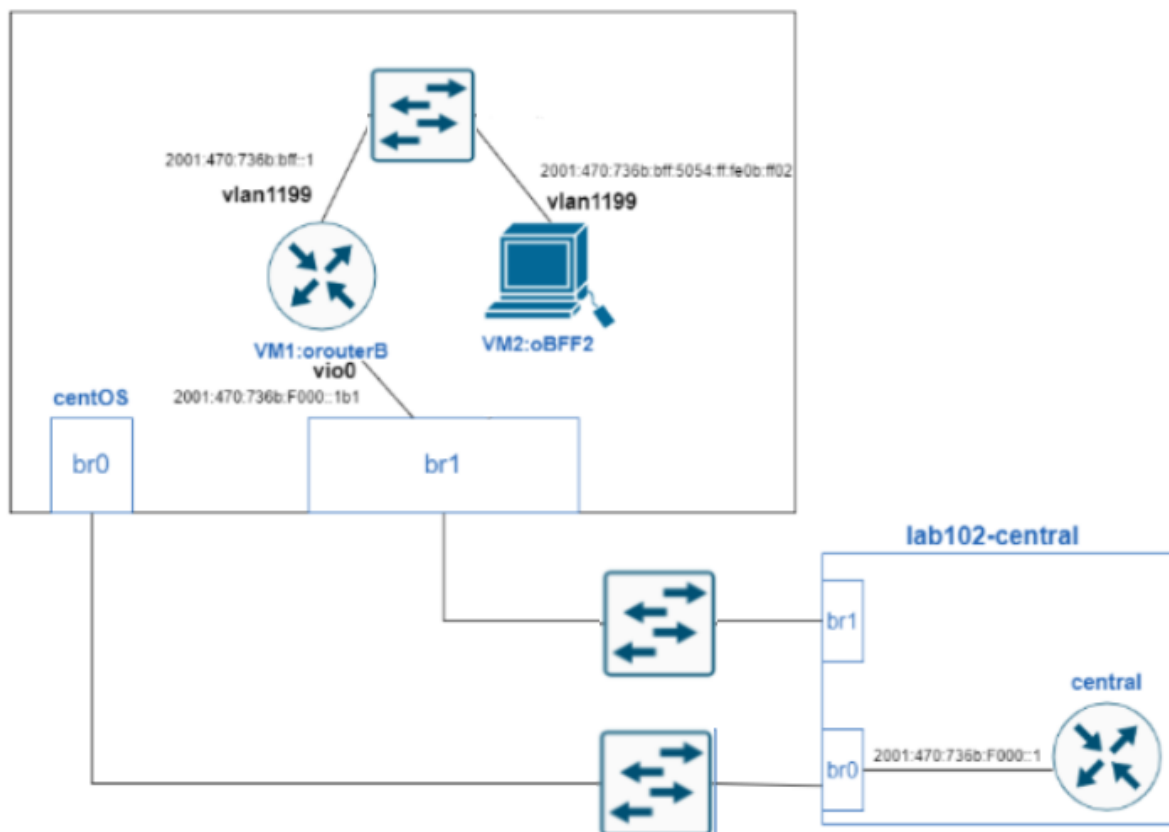 2001:470:736b:bff::1
vlan1199
2001:470:736b:bff:5054:ff:fe0b:ff02
vlan1199
VM1:orouterB
VM2:oBFF2
vio0
2001:470:736b:F000::1b1
centOS
br0
br1
lab102-central
br1
central
br0
2001:470:736b:F000::1